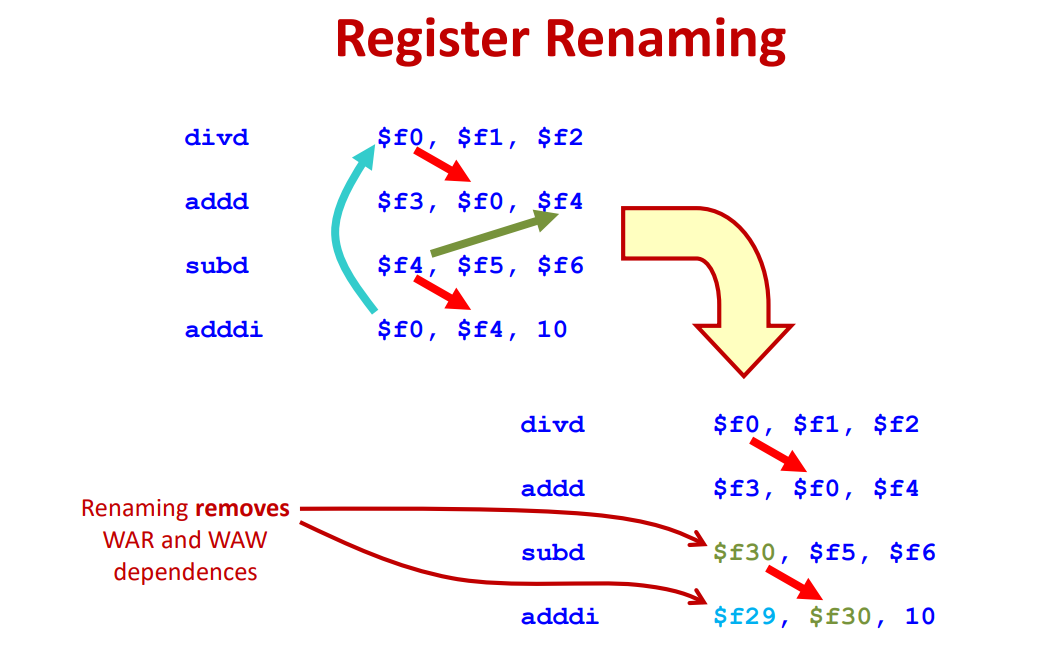 Register Renaming
divd $f0, $f1, $f2
addd $f3, $f0, $f4
subd $f4, $f5, $f6
adddi $f0, $f4, 10
divd $f0, $f1, $f2
addd $f3, $f0, $f4
subd $f30, $f5, $f6
adddi $f29, $f30, 10
Renaming removes
WAR and WAW
dependences